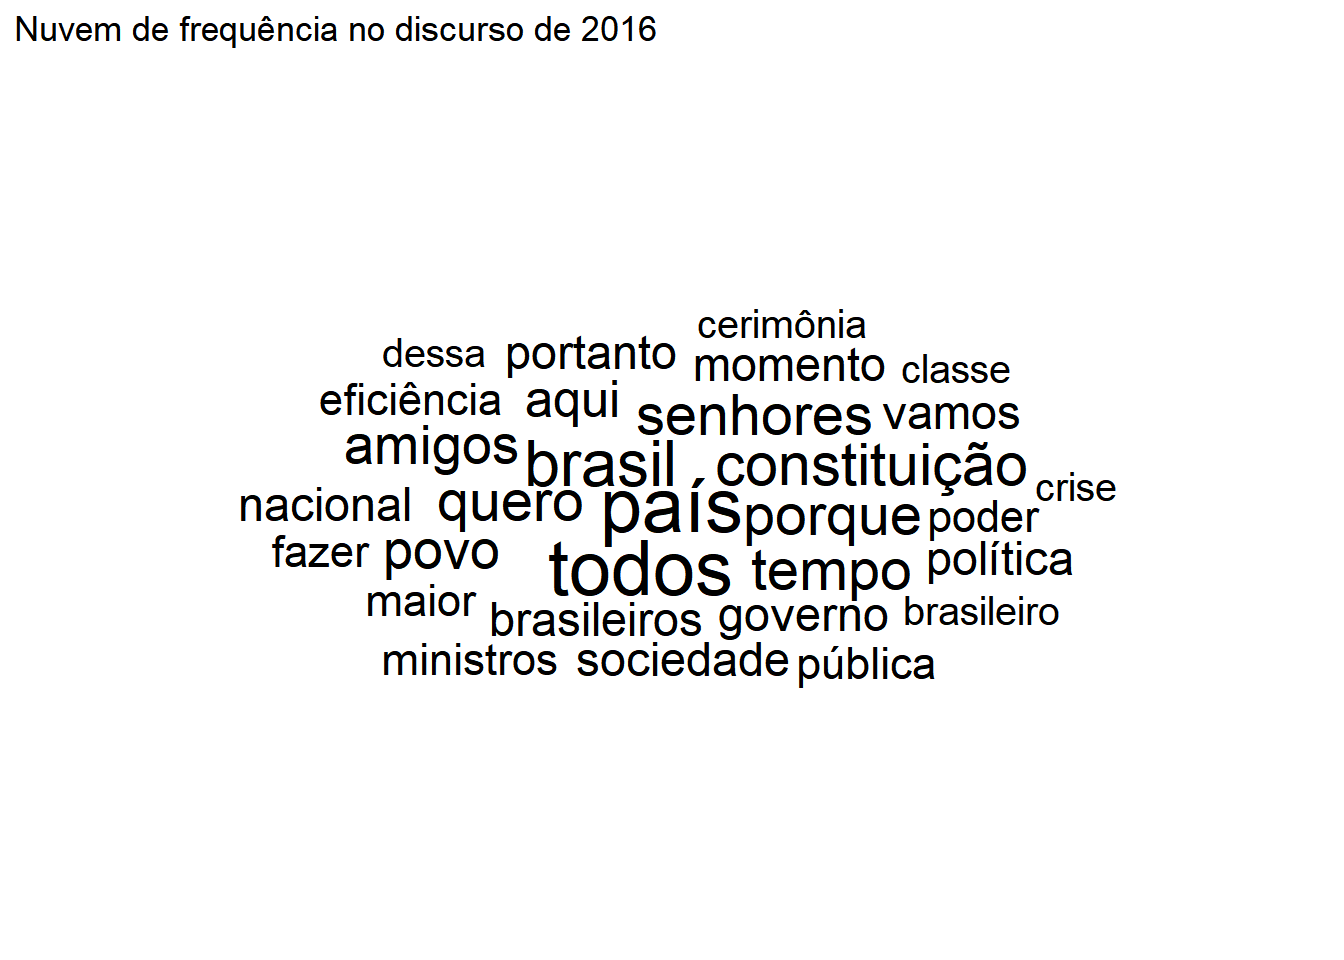 Nuvem de frequência no discurso de 2016
cerimônia
dessa portanto momento classe
eficiência aqui senhores vamos
amigos brasil constituição
nacional quero país porque poder crise
fazer povo todos tempo política
maior brasileiros governo brasileiro
ministros sociedade pública